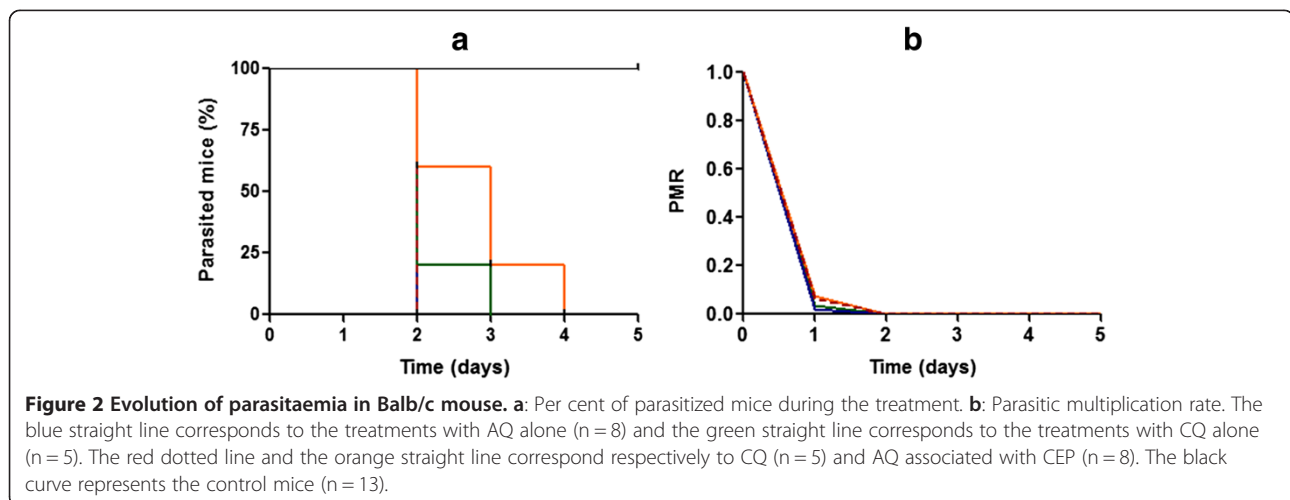 a
b
100
75
50
25
0
Parasited mice (%)
0 1 2 3 4 5
Time (days)
1.0
0.8
0.6
0.4
0.2
0.0
PMR
0 1 2 3 4 5
Time (days)
Figure 2 Evolution of parasitaemia in Balb/c mouse. a: Per cent of parasitized mice during the treatment. b: Parasitic multiplication rate. The
blue straight line corresponds to the treatments with AQ alone (n = 8) and the green straight line corresponds to the treatments with CQ alone
(n = 5). The red dotted line and the orange straight line correspond respectively to CQ (n = 5) and AQ associated with CEP (n = 8). The black
curve represents the control mice (n = 13).